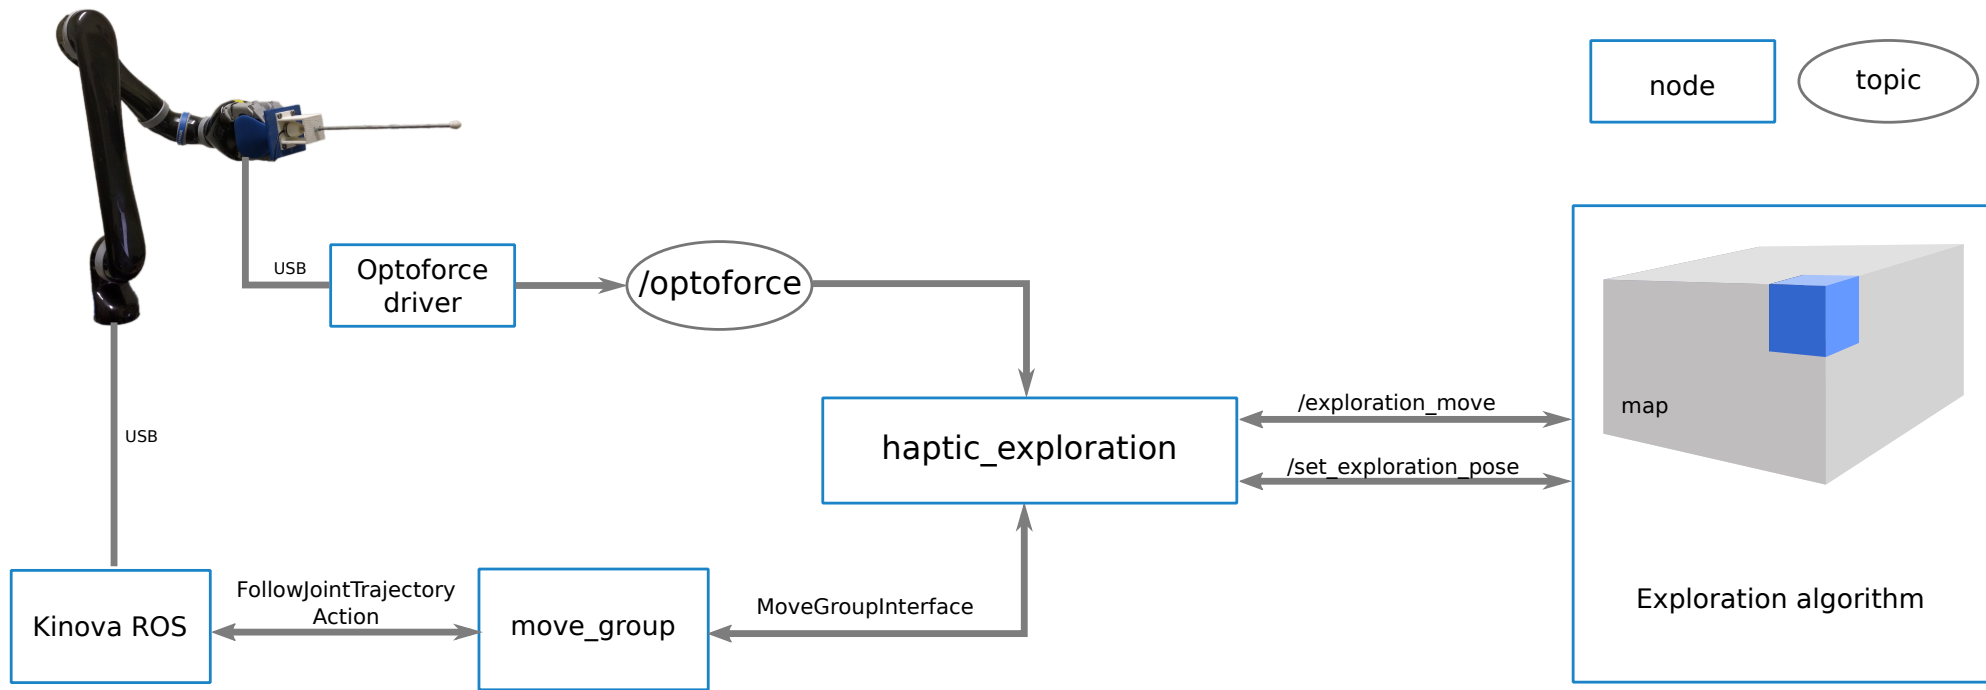 node
topic
USB
Optoforce
driver
/optoforce
USB
haptic_exploration
/exploration_move
/set_exploration_pose
map
Exploration algorithm
Kinova ROS
FollowJointTrajectory
Action
move_group
MoveGroupInterface